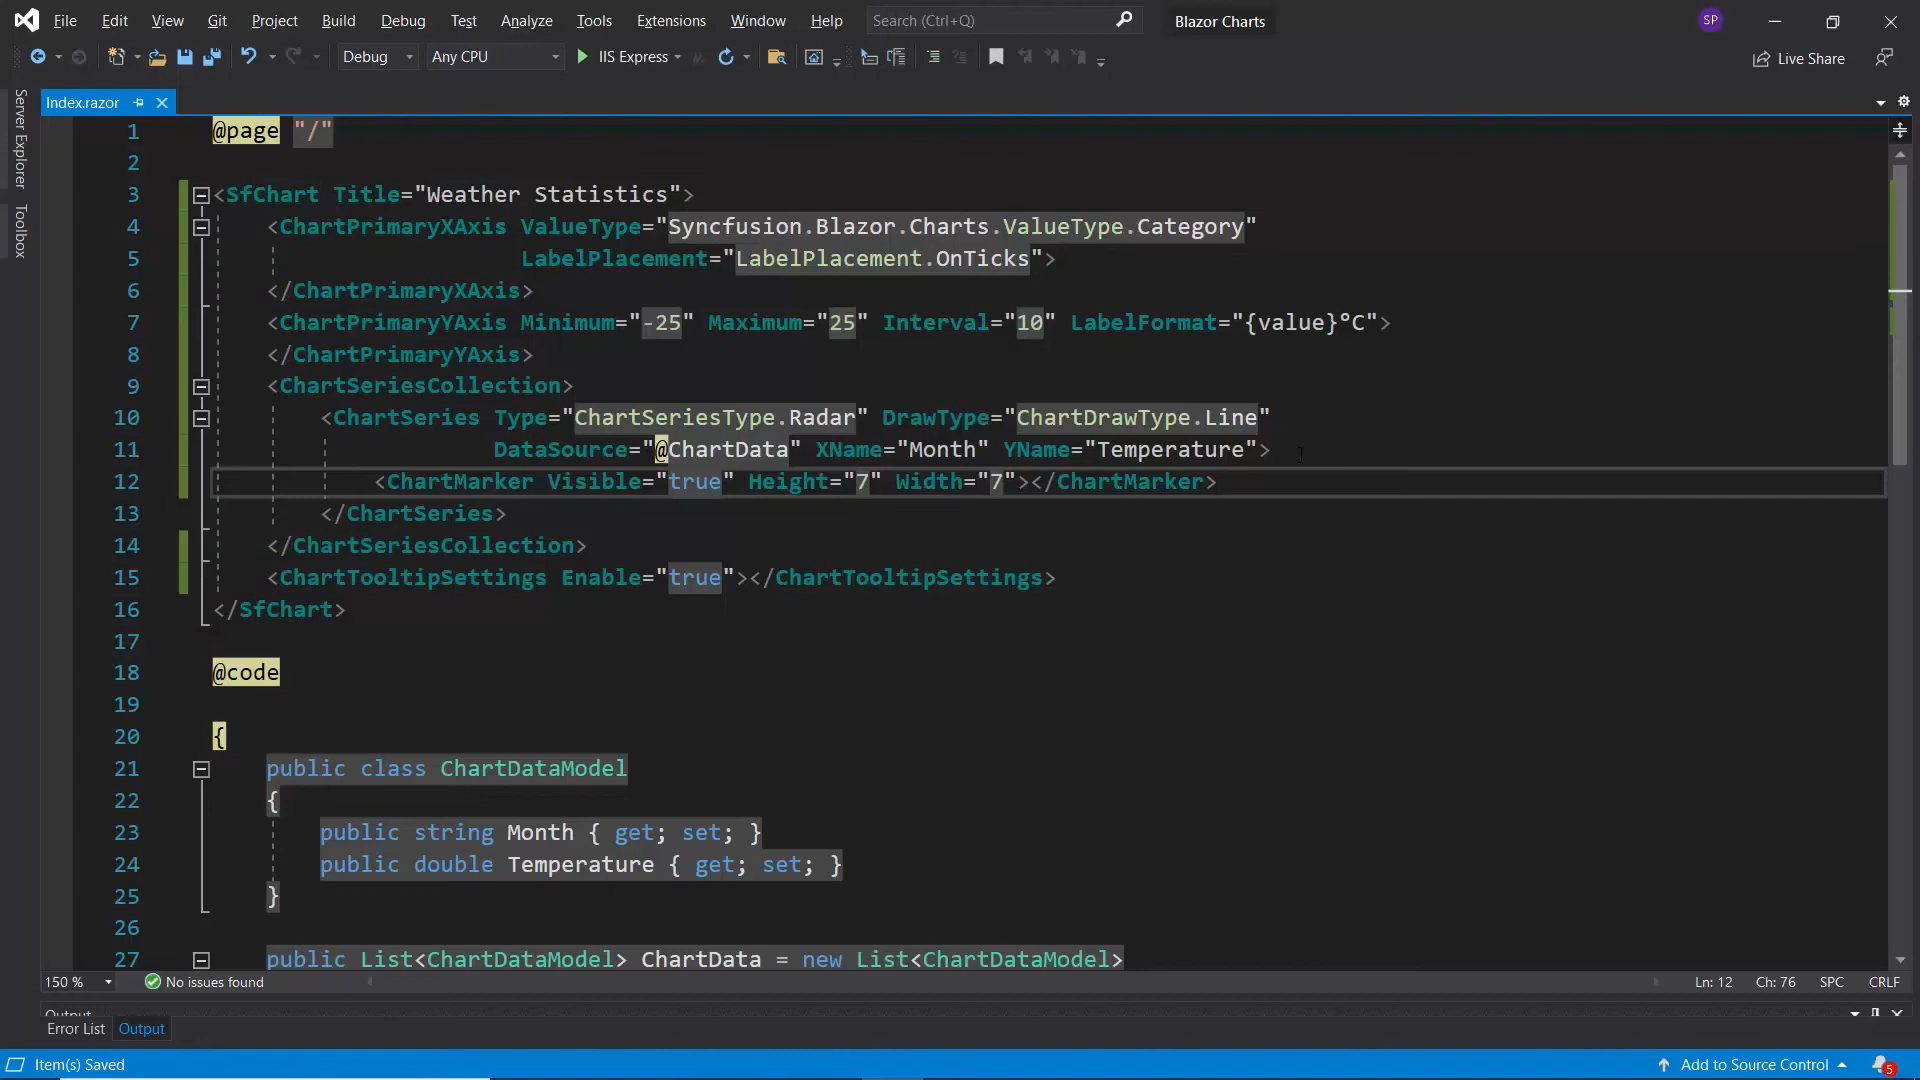 File Edit View Git Project Build Debug Test Analyze Tools Extensions Window Help Search (Ctrl+Q) Blazor Charts SP
Debug Any CPU IIS Express Live Share
Server Explorer
Toolbox
Index.razor
1 @page "/"
2
3 <SfChart Title="Weather Statistics">
4 <ChartPrimaryXAxis ValueType="Syncfusion.Blazor.Charts.ValueType.Category"
5 LabelPlacement="LabelPlacement.OnTicks">
6 </ChartPrimaryXAxis>
7 <ChartPrimaryYAxis Minimum="-25" Maximum="25" Interval="10" LabelFormat="{value}°C">
8 </ChartPrimaryYAxis>
9 <ChartSeriesCollection>
10 <ChartSeries Type="ChartSeriesType.Radar" DrawType="ChartDrawType.Line"
11 DataSource="@ChartData" XName="Month" YName="Temperature">
12 <ChartMarker Visible="true" Height="7" Width="7"></ChartMarker>
13 </ChartSeries>
14 </ChartSeriesCollection>
15 <ChartTooltipSettings Enable="true"></ChartTooltipSettings>
16 </SfChart>
17
18 @code
19
20 {
21 public class ChartDataModel
22 {
23 public string Month { get; set; }
24 public double Temperature { get; set; }
25 }
26
27 public List<ChartDataModel> ChartData = new List<ChartDataModel>
150 % No issues found Ln: 12 Ch: 76 SPC CRLF
Output
Error List Output
Item(s) Saved Add to Source Control 5